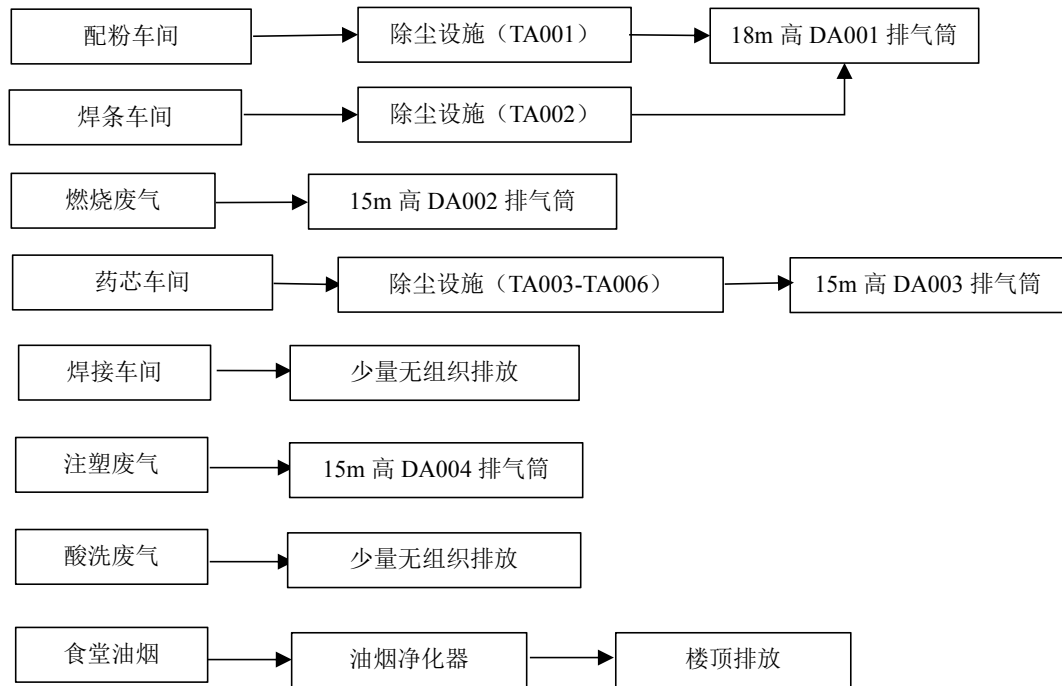 配粉车间
除尘设施（TA001）
18m 高 DA001 排气筒
焊条车间
除尘设施（TA002）
燃烧废气
15m 高 DA002 排气筒
药芯车间
除尘设施（TA003-TA006）
15m 高 DA003 排气筒
焊接车间
少量无组织排放
注塑废气
15m 高 DA004 排气筒
酸洗废气
少量无组织排放
食堂油烟
油烟净化器
楼顶排放